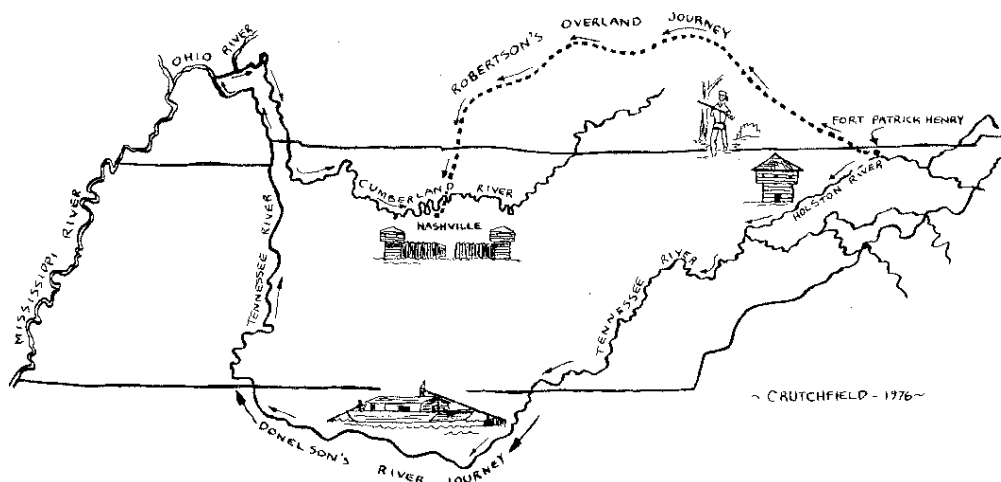 OHIO RIVER
ROBERTSON'S OVERLAND JOURNEY
FORT PATRICK HENRY
MISSISSIPPI RIVER
TENNESSEE RIVER
CUMBERLAND RIVER
NASHVILLE
HOLSTON RIVER
TENNESSEE RIVER
DONELSON'S RIVER JOURNEY
~ CRUTCHFIELD - 1976 ~